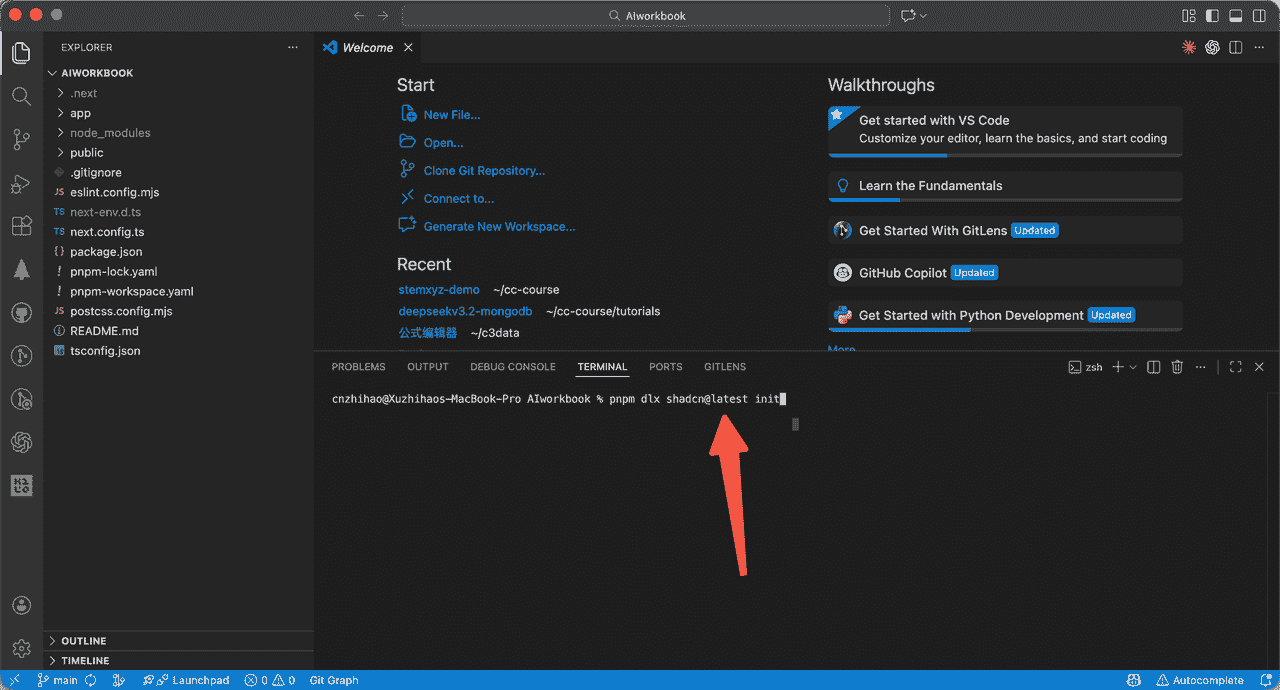 AIworkbook
EXPLORER
AIWORKBOOK
.next
app
node_modules
public
.gitignore
JS eslint.config.mjs
TS next-env.d.ts
TS next.config.ts
{} package.json
! pnpm-lock.yaml
! pnpm-workspace.yaml
JS postcss.config.mjs
README.md
tsconfig.json
OUTLINE
TIMELINE
Welcome
Start
New File...
Open...
Clone Git Repository...
Connect to...
Generate New Workspace...
Recent
stemxyz-demo ~/cc-course
deepseekv3.2-mongodb ~/cc-course/tutorials
公式编辑器 ~/c3data
Walkthroughs
Get started with VS Code
Customize your editor, learn the basics, and start coding
Learn the Fundamentals
Get Started With GitLens Updated
GitHub Copilot Updated
Get Started with Python Development Updated
More
PROBLEMS OUTPUT DEBUG CONSOLE TERMINAL PORTS GITLENS
zsh
cnzhihao@Xuzhihaos-MacBook-Pro AIworkbook % pnpm dlx shadcn@latest init
main Launchpad 0 0 Git Graph Autocomplete